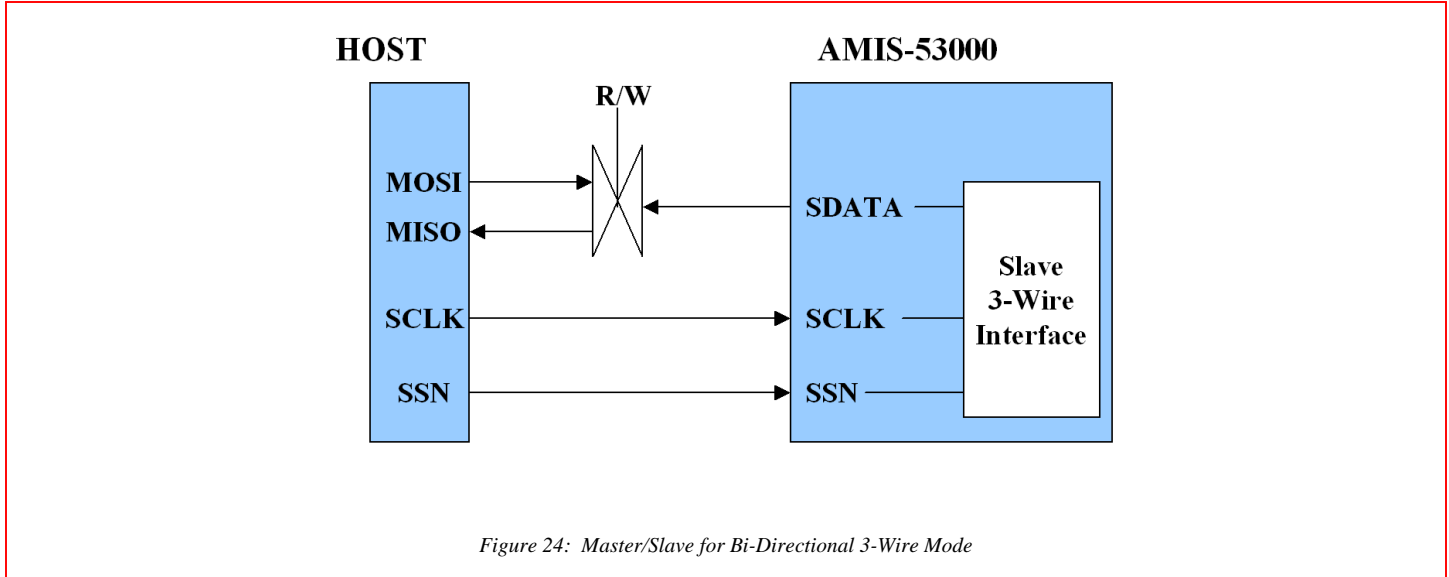 HOST
AMIS-53000
R/W
MOSI
MISO
SCLK
SSN
SDATA
SCLK
SSN
Slave
3-Wire
Interface
Figure 24: Master/Slave for Bi-Directional 3-Wire Mode